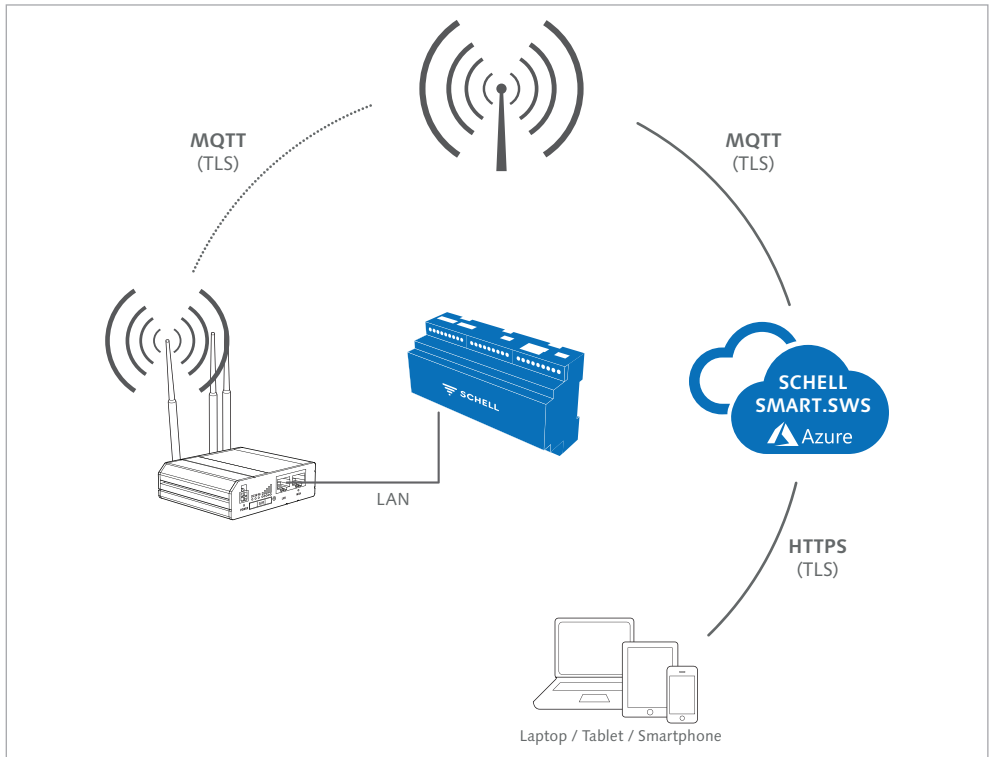 MQTT
(TLS)
MQTT
(TLS)
SCHELL
SCHELL
SMART.SWS
Azure
LAN
HTTPS
(TLS)
Laptop / Tablet / Smartphone